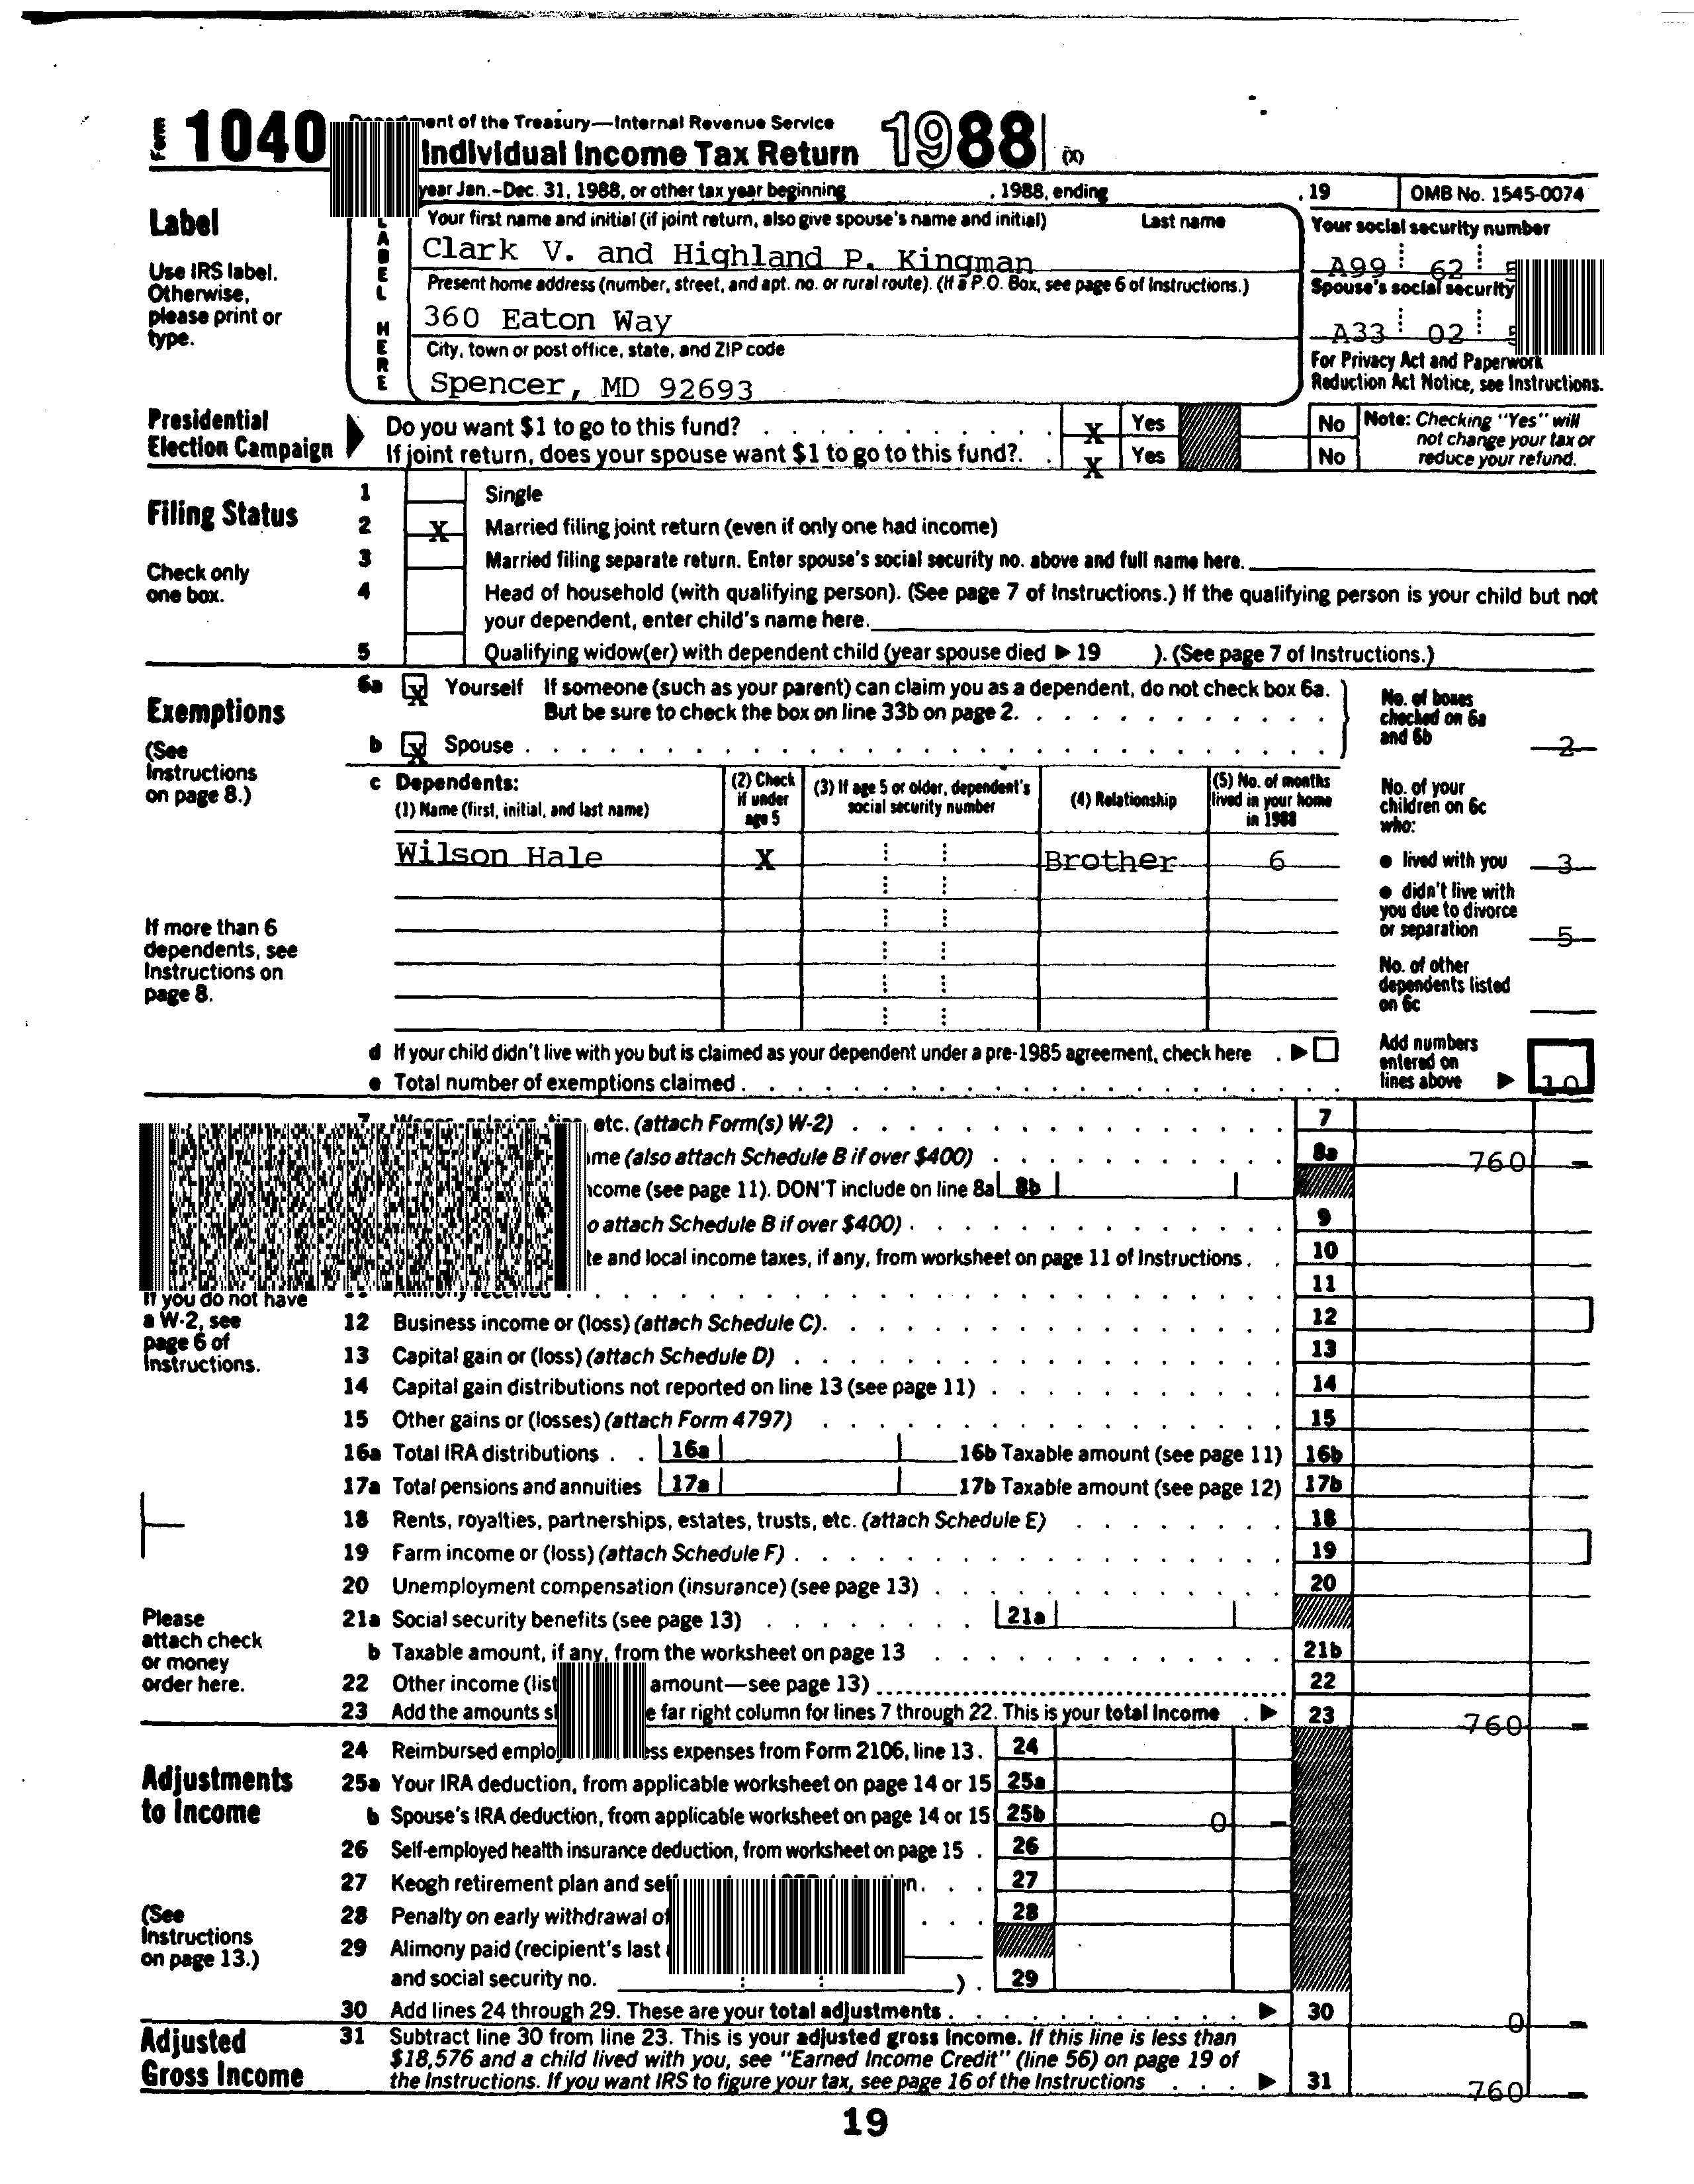 Form 1040 Department of the Treasury—Internal Revenue Service
Individual Income Tax Return 1988 (X)
year Jan.-Dec. 31, 1988, or other tax year beginning , 1988, ending , 19 OMB No. 1545-0074
Label
Use IRS label. Otherwise, please print or type.
LABEL HERE
Your first name and initial (if joint return, also give spouse's name and initial) Last name
Clark V. and Highland P. Kingman
Present home address (number, street, and apt. no. or rural route). (If a P.O. Box, see page 6 of Instructions.)
360 Eaton Way
City, town or post office, state, and ZIP code
Spencer, MD 92693
Your social security number
A99 62
Spouse's social security
A33 02
For Privacy Act and Paperwork Reduction Act Notice, see Instructions.
Presidential Election Campaign
Do you want $1 to go to this fund? X Yes No
If joint return, does your spouse want $1 to go to this fund?. X Yes No
Note: Checking "Yes" will not change your tax or reduce your refund.
Filing Status
Check only one box.
1 Single
2 X Married filing joint return (even if only one had income)
3 Married filing separate return. Enter spouse's social security no. above and full name here.
4 Head of household (with qualifying person). (See page 7 of Instructions.) If the qualifying person is your child but not
your dependent, enter child's name here.
5 Qualifying widow(er) with dependent child (year spouse died ▶ 19 ). (See page 7 of Instructions.)
Exemptions
(See Instructions on page 8.)
6a X Yourself If someone (such as your parent) can claim you as a dependent, do not check box 6a.
But be sure to check the box on line 33b on page 2.
b X Spouse
No. of boxes checked on 6a and 6b 2
c Dependents:
(1) Name (first, initial, and last name) (2) Check if under age 5 (3) If age 5 or older, dependent's social security number (4) Relationship (5) No. of months lived in your home in 1988
Wilson Hale X Brother 6
No. of your children on 6c who:
● lived with you 3
● didn't live with you due to divorce or separation 5
No. of other dependents listed on 6c
If more than 6 dependents, see Instructions on page 8.
d If your child didn't live with you but is claimed as your dependent under a pre-1985 agreement, check here . ▶
e Total number of exemptions claimed
Add numbers entered on lines above ▶ 10
7 Wages, salaries, tips, etc. (attach Form(s) W-2) 7
me (also attach Schedule B if over $400) 8a 760 -
ncome (see page 11). DON'T include on line 8a 8b
o attach Schedule B if over $400) 9
te and local income taxes, if any, from worksheet on page 11 of Instructions. 10
Alimony received 11
If you do not have a W-2, see page 6 of Instructions.
12 Business income or (loss) (attach Schedule C). 12
13 Capital gain or (loss) (attach Schedule D) 13
14 Capital gain distributions not reported on line 13 (see page 11) 14
15 Other gains or (losses) (attach Form 4797) 15
16a Total IRA distributions 16a 16b Taxable amount (see page 11) 16b
17a Total pensions and annuities 17a 17b Taxable amount (see page 12) 17b
18 Rents, royalties, partnerships, estates, trusts, etc. (attach Schedule E) 18
19 Farm income or (loss) (attach Schedule F) 19
20 Unemployment compensation (insurance) (see page 13) 20
Please attach check or money order here.
21a Social security benefits (see page 13) 21a
b Taxable amount, if any, from the worksheet on page 13 21b
22 Other income (list amount—see page 13) 22
23 Add the amounts s e far right column for lines 7 through 22. This is your total income . ▶ 23 760 -
Adjustments to Income
(See Instructions on page 13.)
24 Reimbursed emplo ess expenses from Form 2106, line 13. 24
25a Your IRA deduction, from applicable worksheet on page 14 or 15 25a
b Spouse's IRA deduction, from applicable worksheet on page 14 or 15 25b 0 -
26 Self-employed health insurance deduction, from worksheet on page 15 . 26
27 Keogh retirement plan and sel n. 27
28 Penalty on early withdrawal of 28
29 Alimony paid (recipient's last
and social security no. ). 29
30 Add lines 24 through 29. These are your total adjustments ▶ 30 0 -
Adjusted Gross Income
31 Subtract line 30 from line 23. This is your adjusted gross income. If this line is less than
$18,576 and a child lived with you, see "Earned Income Credit" (line 56) on page 19 of
the Instructions. If you want IRS to figure your tax, see page 16 of the Instructions ▶ 31 760 -
19